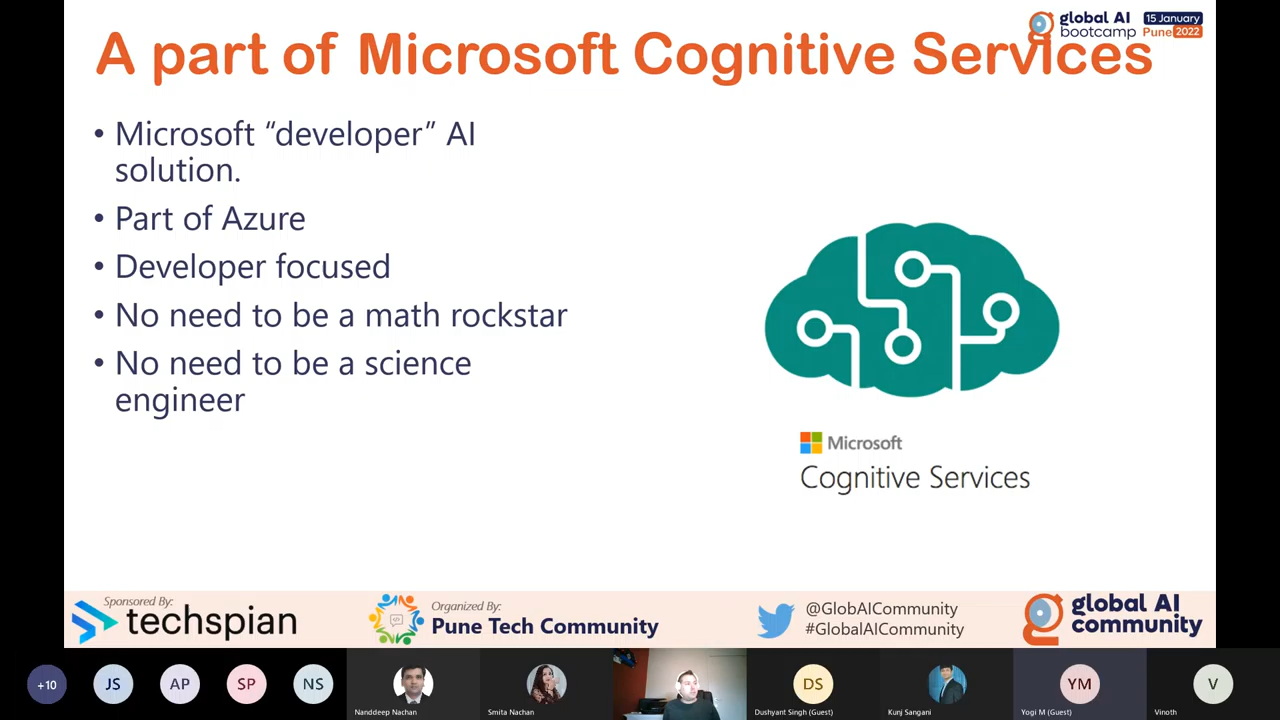 global AI
bootcamp
15 January
Pune 2022
A part of Microsoft Cognitive Services
• Microsoft “developer” AI
solution.
• Part of Azure
• Developer focused
• No need to be a math rockstar
• No need to be a science
engineer
Microsoft
Cognitive Services
Sponsored By:
techspian
Organized By:
Pune Tech Community
@GlobAICommunity
#GlobalAICommunity
global AI
community
+10
JS
AP
SP
NS
Nanddeep Nachan
Smita Nachan
DS
Dushyant Singh (Guest)
Kunj Sangani
YM
Yogi M (Guest)
V
Vinoth